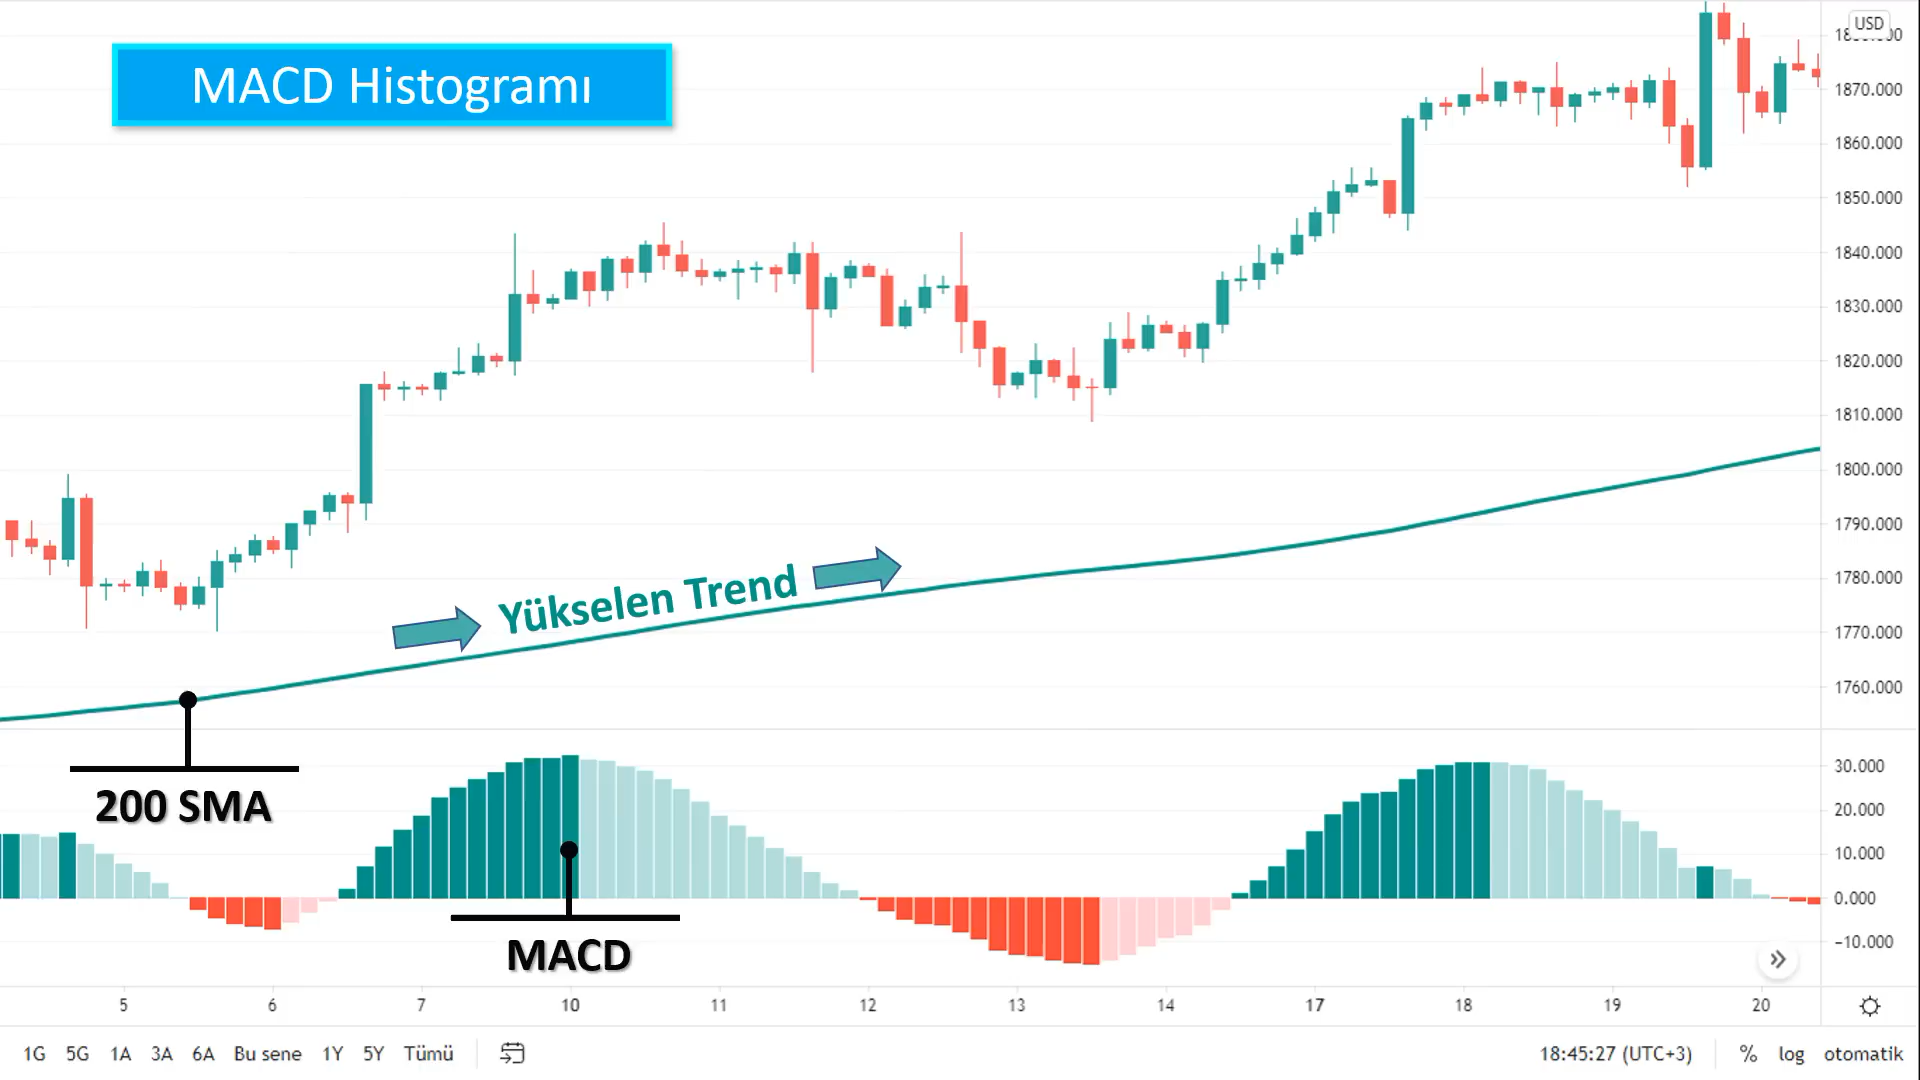 MACD Histogramı
USD
1870.000
1860.000
1850.000
1840.000
1830.000
1820.000
1810.000
1800.000
1790.000
1780.000
1770.000
1760.000
Yükselen Trend
200 SMA
MACD
30.000
20.000
10.000
0.000
−10.000
5 6 7 10 11 12 13 14 17 18 19 20
1G 5G 1A 3A 6A Bu sene 1Y 5Y Tümü 18:45:27 (UTC+3) % log otomatik